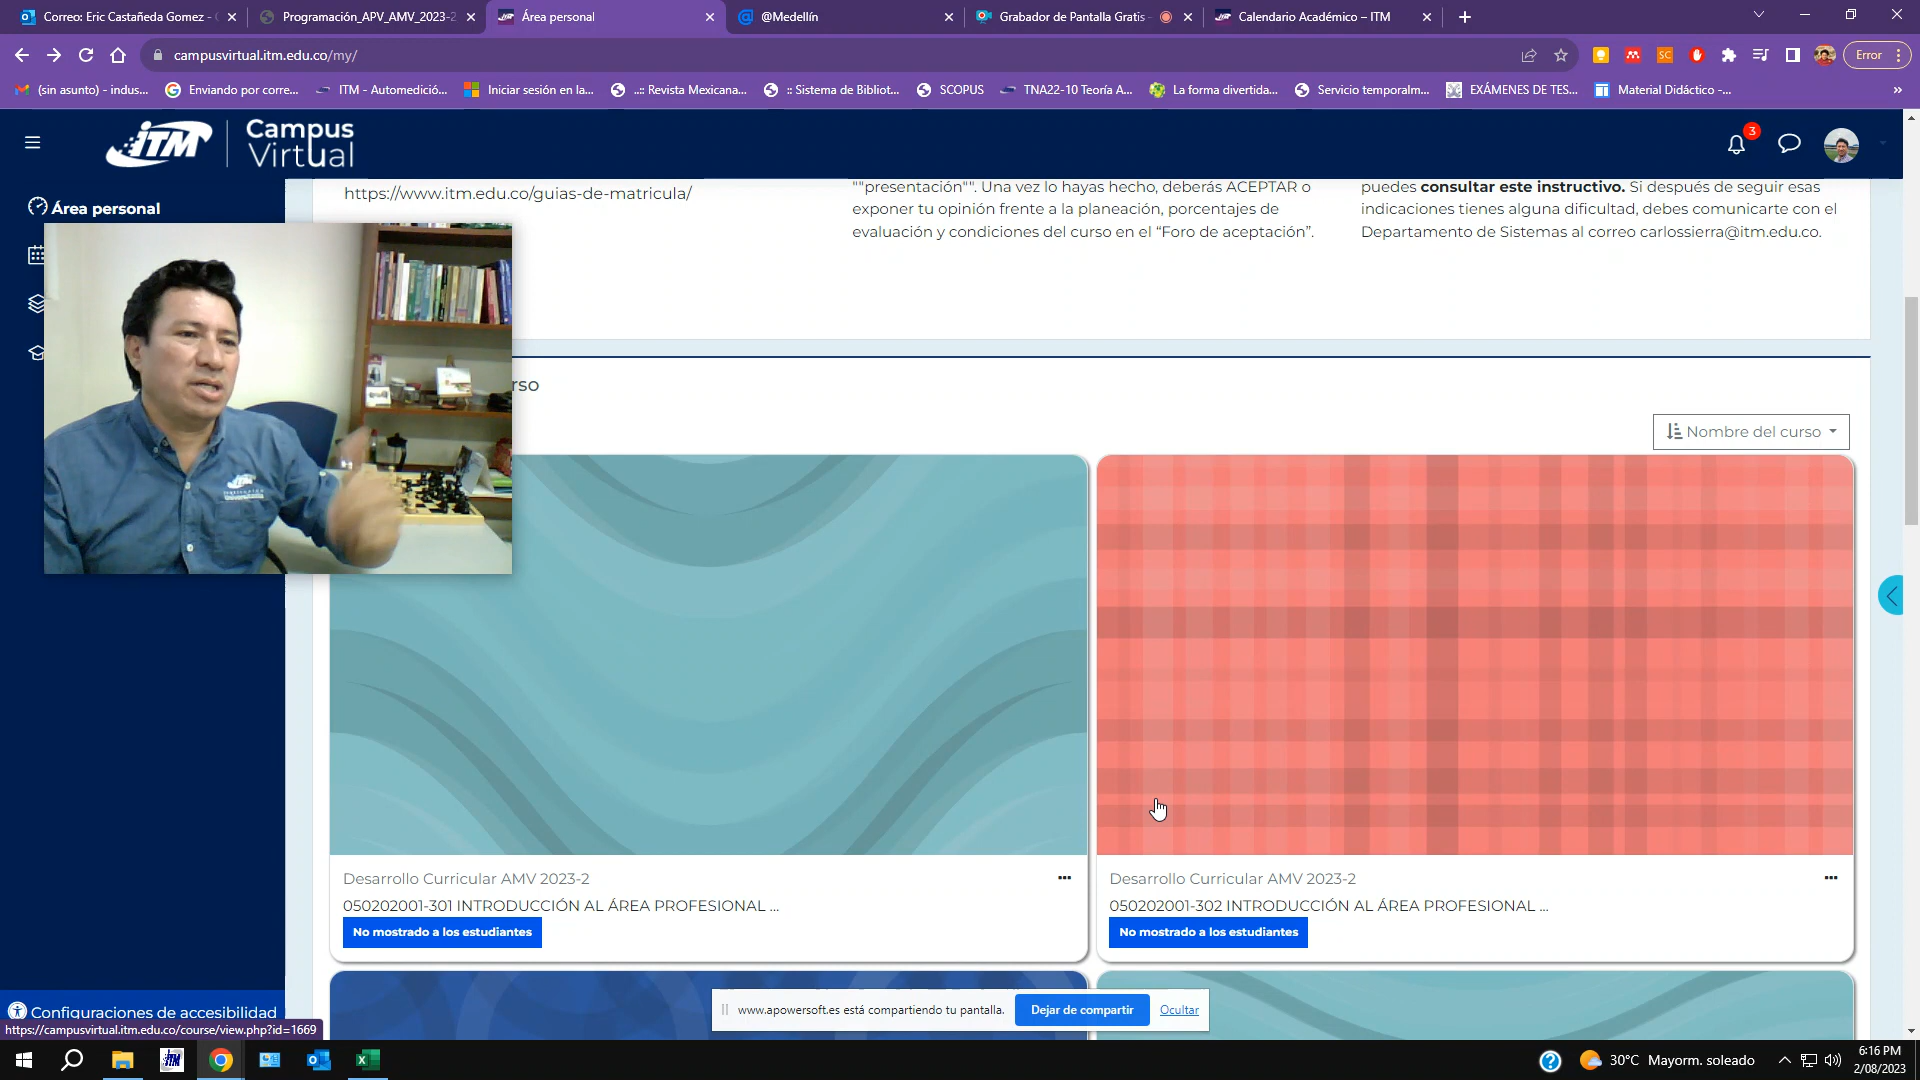 Correo: Eric Castañeda Gomez -
Programación_APV_AMV_2023-2
Área personal
@Medellín
Grabador de Pantalla Gratis
Calendario Académico – ITM
campusvirtual.itm.edu.co/my/
Error
(sin asunto) - indus...
Enviando por corre...
ITM - Automedició...
Iniciar sesión en la...
..:: Revista Mexicana...
:: Sistema de Bibliot...
SCOPUS
TNA22-10 Teoría A...
La forma divertida...
Servicio temporalm...
EXÁMENES DE TES...
Material Didáctico -...
»
iTM
Campus
Virtual
3
Área personal
https://www.itm.edu.co/guias-de-matricula/
""presentación"". Una vez lo hayas hecho, deberás ACEPTAR o
exponer tu opinión frente a la planeación, porcentajes de
evaluación y condiciones del curso en el “Foro de aceptación”.
puedes consultar este instructivo. Si después de seguir esas
indicaciones tienes alguna dificultad, debes comunicarte con el
Departamento de Sistemas al correo carlossierra@itm.edu.co.
rso
Nombre del curso
Desarrollo Curricular AMV 2023-2
050202001-301 INTRODUCCIÓN AL ÁREA PROFESIONAL ...
No mostrado a los estudiantes
Desarrollo Curricular AMV 2023-2
050202001-302 INTRODUCCIÓN AL ÁREA PROFESIONAL ...
No mostrado a los estudiantes
Configuraciones de accesibilidad
https://campusvirtual.itm.edu.co/course/view.php?id=1669
www.apowersoft.es está compartiendo tu pantalla.
Dejar de compartir
Ocultar
30°C Mayorm. soleado
6:16 PM
2/08/2023